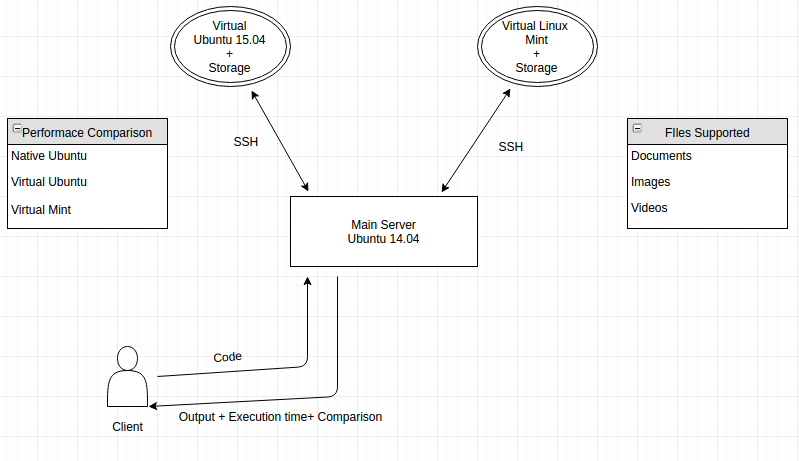 Virtual
Ubuntu 15.04
+
Storage
Virtual Linux
Mint
+
Storage
Performace Comparison
Native Ubuntu
Virtual Ubuntu
Virtual Mint
SSH
SSH
FIles Supported
Documents
Images
Videos
Main Server
Ubuntu 14.04
Code
Output + Execution time+ Comparison
Client